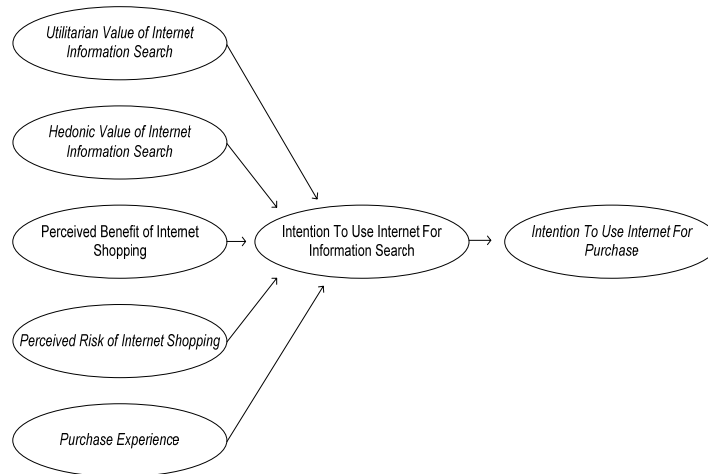 Utilitarian Value of Internet
Information Search
Hedonic Value of Internet
Information Search
Perceived Benefit of Internet
Shopping
Intention To Use Internet For
Information Search
Intention To Use Internet For
Purchase
Perceived Risk of Internet Shopping
Purchase Experience